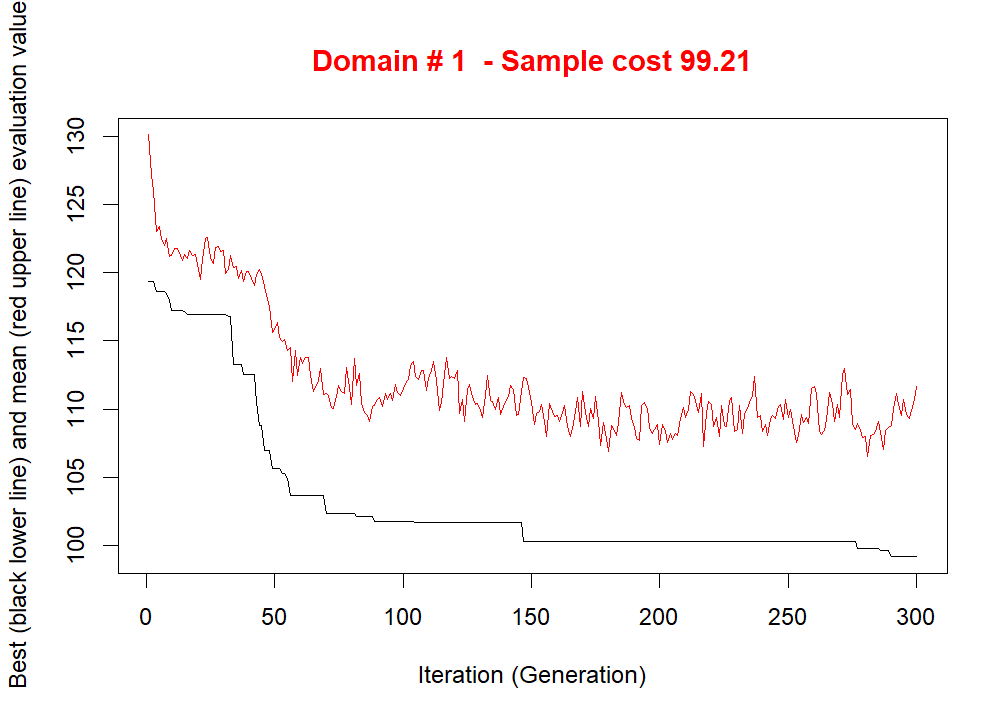 Domain # 1  - Sample cost 99.21
Best (black lower line) and mean (red upper line) evaluation value
130
125
120
115
110
105
100
0 50 100 150 200 250 300
Iteration (Generation)